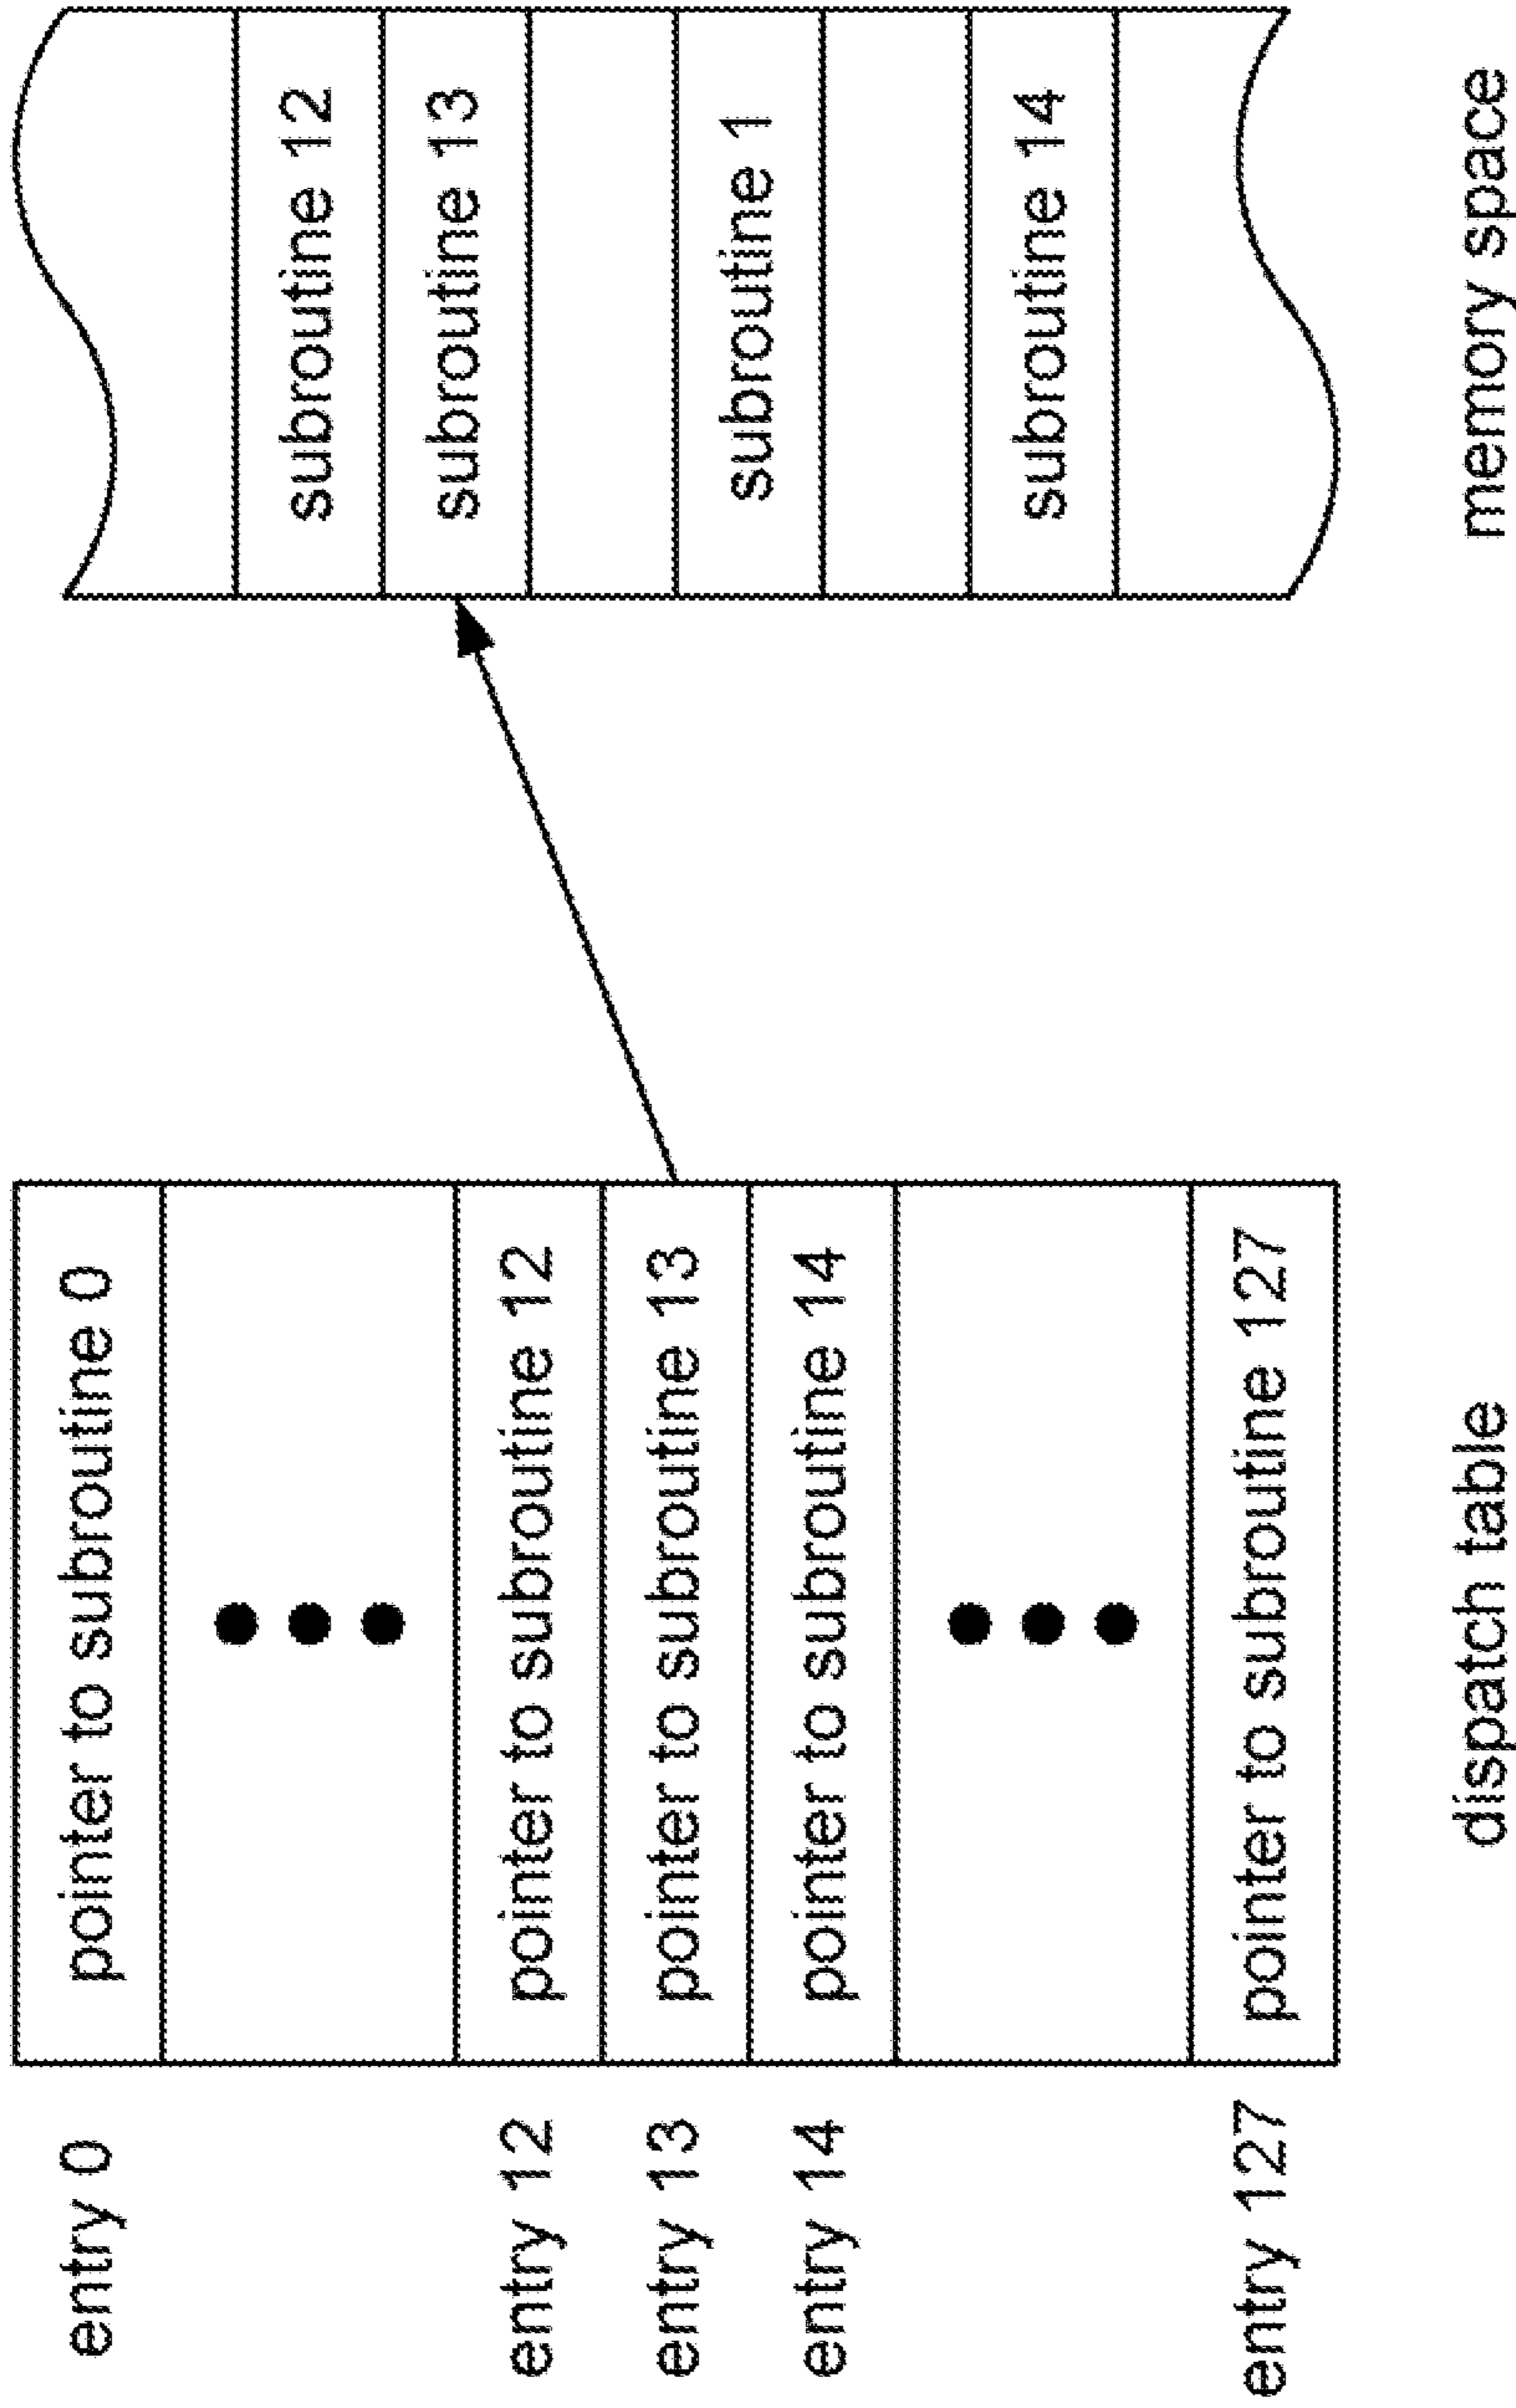 entry 0
pointer to subroutine 0
entry 12
pointer to subroutine 12
entry 13
pointer to subroutine 13
entry 14
pointer to subroutine 14
entry 127
pointer to subroutine 127
dispatch table
subroutine 12
subroutine 13
subroutine 1
subroutine 14
memory space